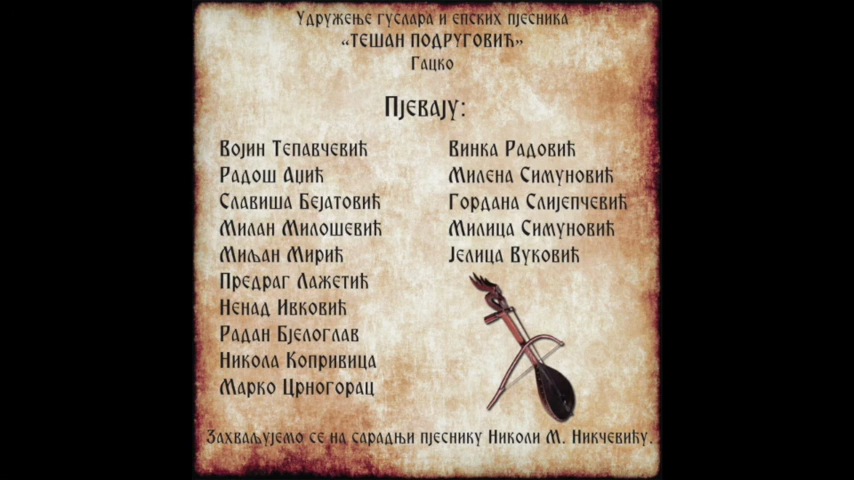 Удружење гуслара и епских пјесника
«ТЕШАН ПОДРУГОВИЋ»
Гацко
Пјевају:
Војин Тепавчевић
Радош Аџић
Славиша Бејатовић
Милан Милошевић
Миљан Мирић
Предраг Лажетић
Ненад Ивковић
Радан Бјелоглав
Никола Копривица
Марко Црногорац
Винка Радовић
Милена Симуновић
Гордана Слијепчевић
Милица Симуновић
Јелица Вуковић
Захваљујемо се на сарадњи пјеснику Николи М. Никчевићу.